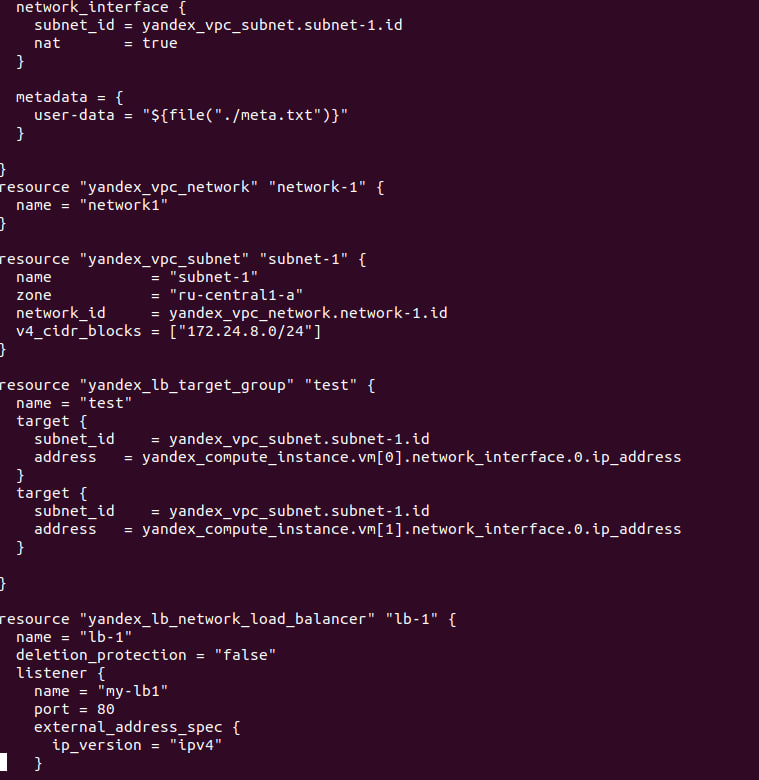 network_interface {
    subnet_id = yandex_vpc_subnet.subnet-1.id
    nat       = true
  }

  metadata = {
    user-data = "${file("./meta.txt")}"
  }

}
resource "yandex_vpc_network" "network-1" {
  name = "network1"
}

resource "yandex_vpc_subnet" "subnet-1" {
  name           = "subnet-1"
  zone           = "ru-central1-a"
  network_id     = yandex_vpc_network.network-1.id
  v4_cidr_blocks = ["172.24.8.0/24"]
}

resource "yandex_lb_target_group" "test" {
  name = "test"
  target {
    subnet_id    = yandex_vpc_subnet.subnet-1.id
    address   = yandex_compute_instance.vm[0].network_interface.0.ip_address
  }
  target {
    subnet_id    = yandex_vpc_subnet.subnet-1.id
    address   = yandex_compute_instance.vm[1].network_interface.0.ip_address
  }

}

resource "yandex_lb_network_load_balancer" "lb-1" {
  name = "lb-1"
  deletion_protection = "false"
  listener {
    name = "my-lb1"
    port = 80
    external_address_spec {
      ip_version = "ipv4"
    }